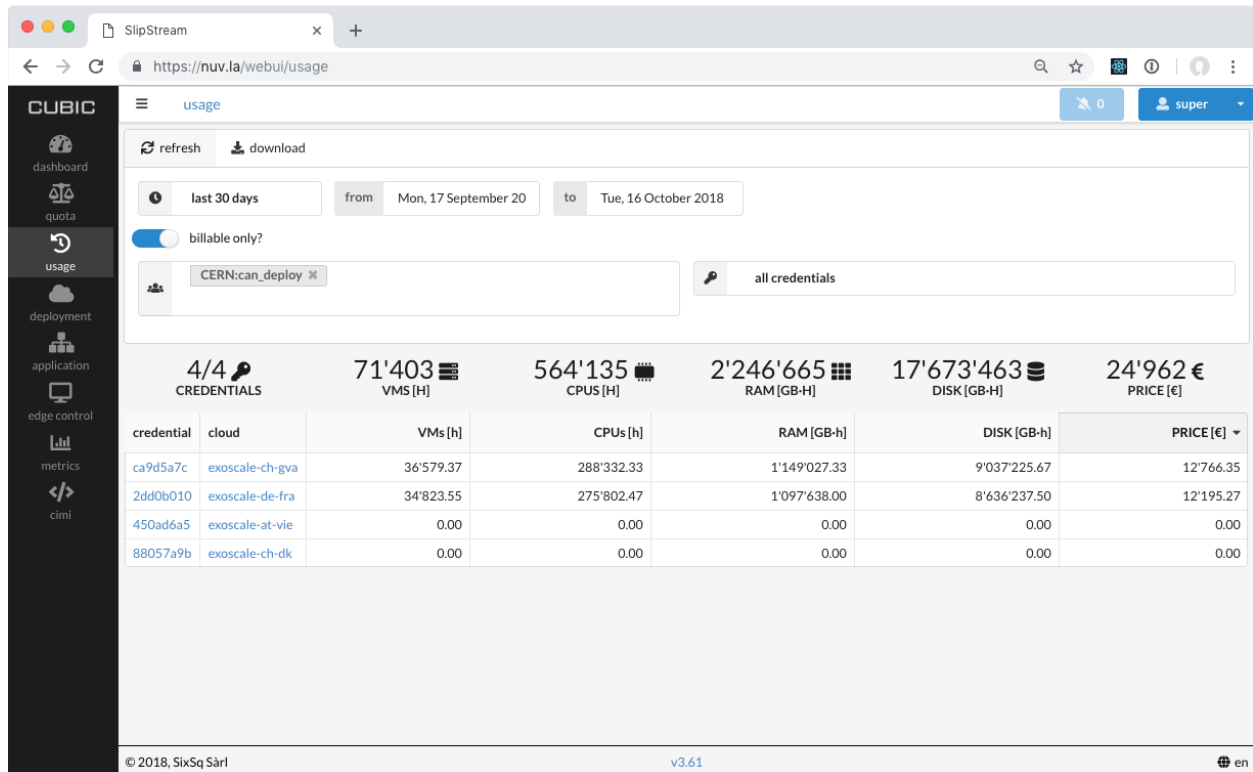 SlipStream
https://nuv.la/webui/usage
CUBIC
usage
0
super
dashboard
quota
usage
deployment
application
edge control
metrics
cimi
refresh
download
last 30 days
from
Mon, 17 September 20
to
Tue, 16 October 2018
billable only?
CERN:can_deploy
all credentials
4/4 71'403 564'135 2'246'665 17'673'463 24'962 €
CREDENTIALS VMS [H] CPUS [H] RAM [GB·H] DISK [GB·H] PRICE [€]
credential cloud VMs [h] CPUs [h] RAM [GB·h] DISK [GB·h] PRICE [€]
ca9d5a7c exoscale-ch-gva 36'579.37 288'332.33 1'149'027.33 9'037'225.67 12'766.35
2dd0b010 exoscale-de-fra 34'823.55 275'802.47 1'097'638.00 8'636'237.50 12'195.27
450ad6a5 exoscale-at-vie 0.00 0.00 0.00 0.00 0.00
88057a9b exoscale-ch-dk 0.00 0.00 0.00 0.00 0.00
© 2018, SixSq Sàrl v3.61 en